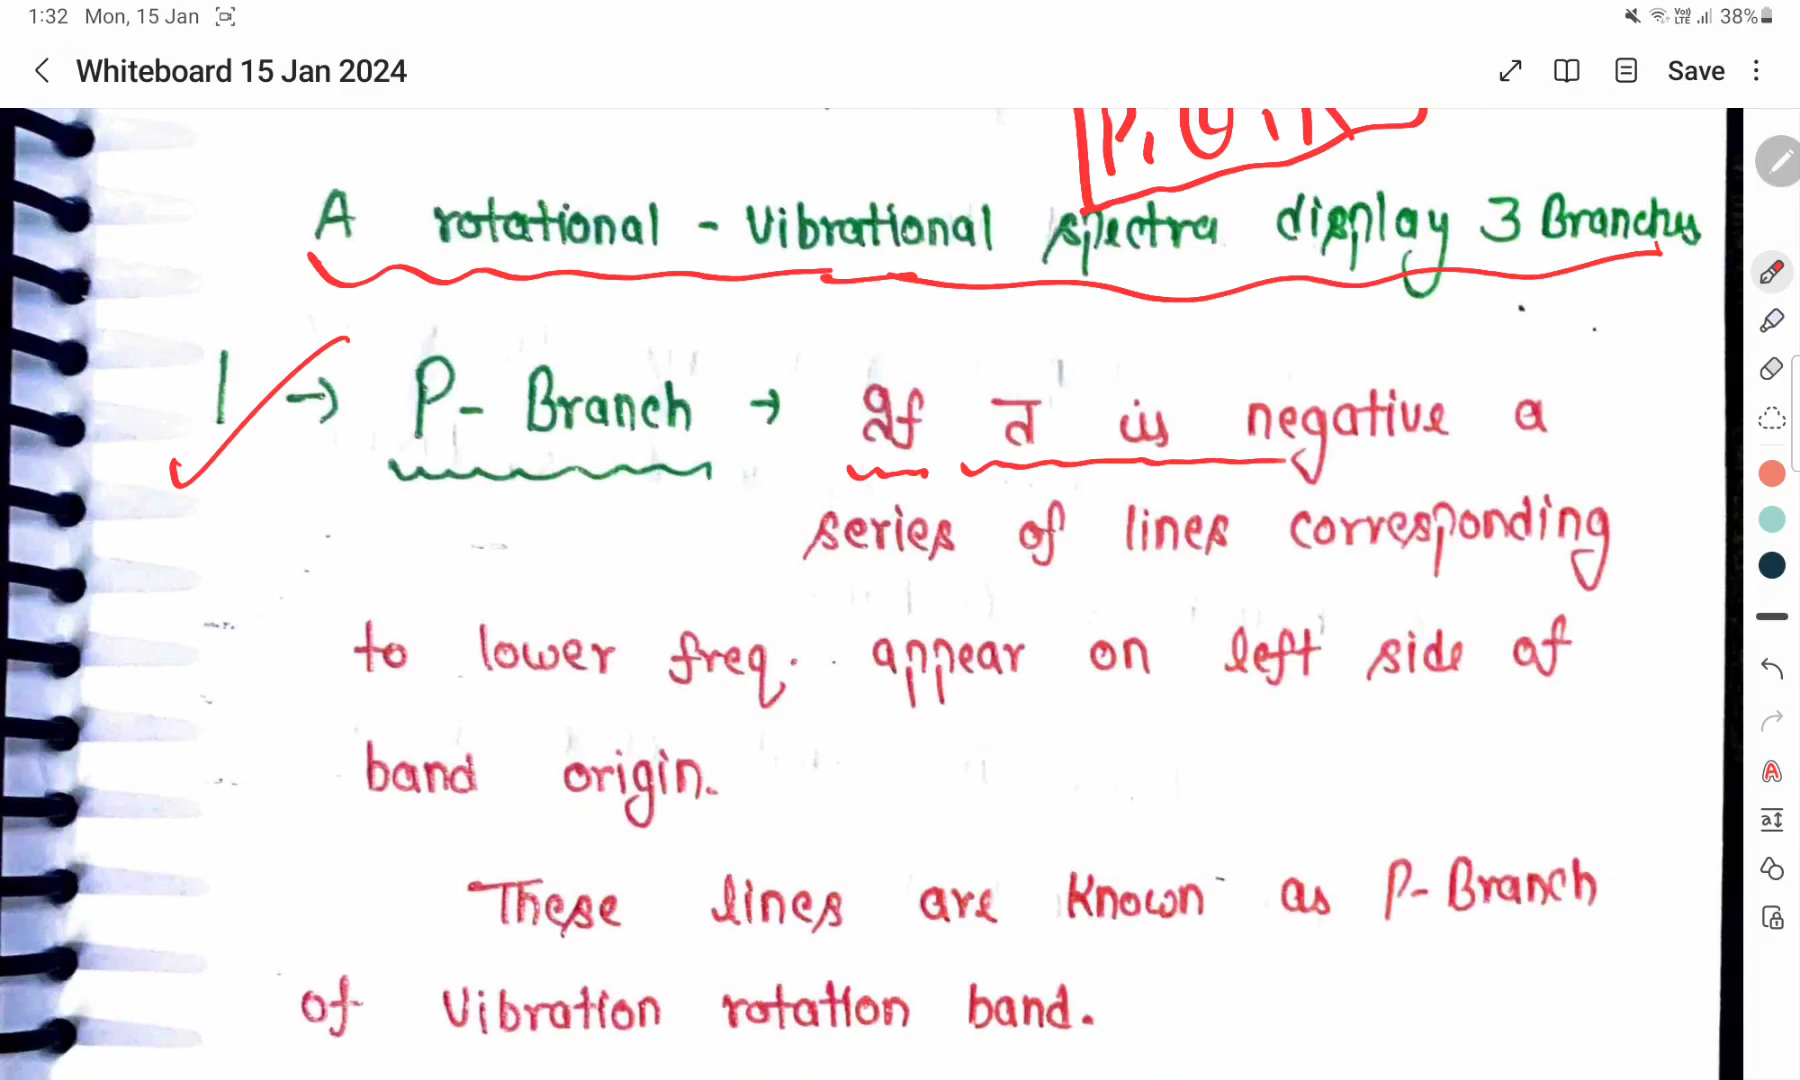 1:32 Mon, 15 Jan
VoI) LTE 38%
Whiteboard 15 Jan 2024
Save
P, Q, R
A rotational - Vibrational spectra display 3 Branches
1 → P- Branch → If ਚ is negative a
series of lines corresponding
to lower freq. appear on left side of
band origin.
These lines are known as P-Branch
of Vibration rotation band.